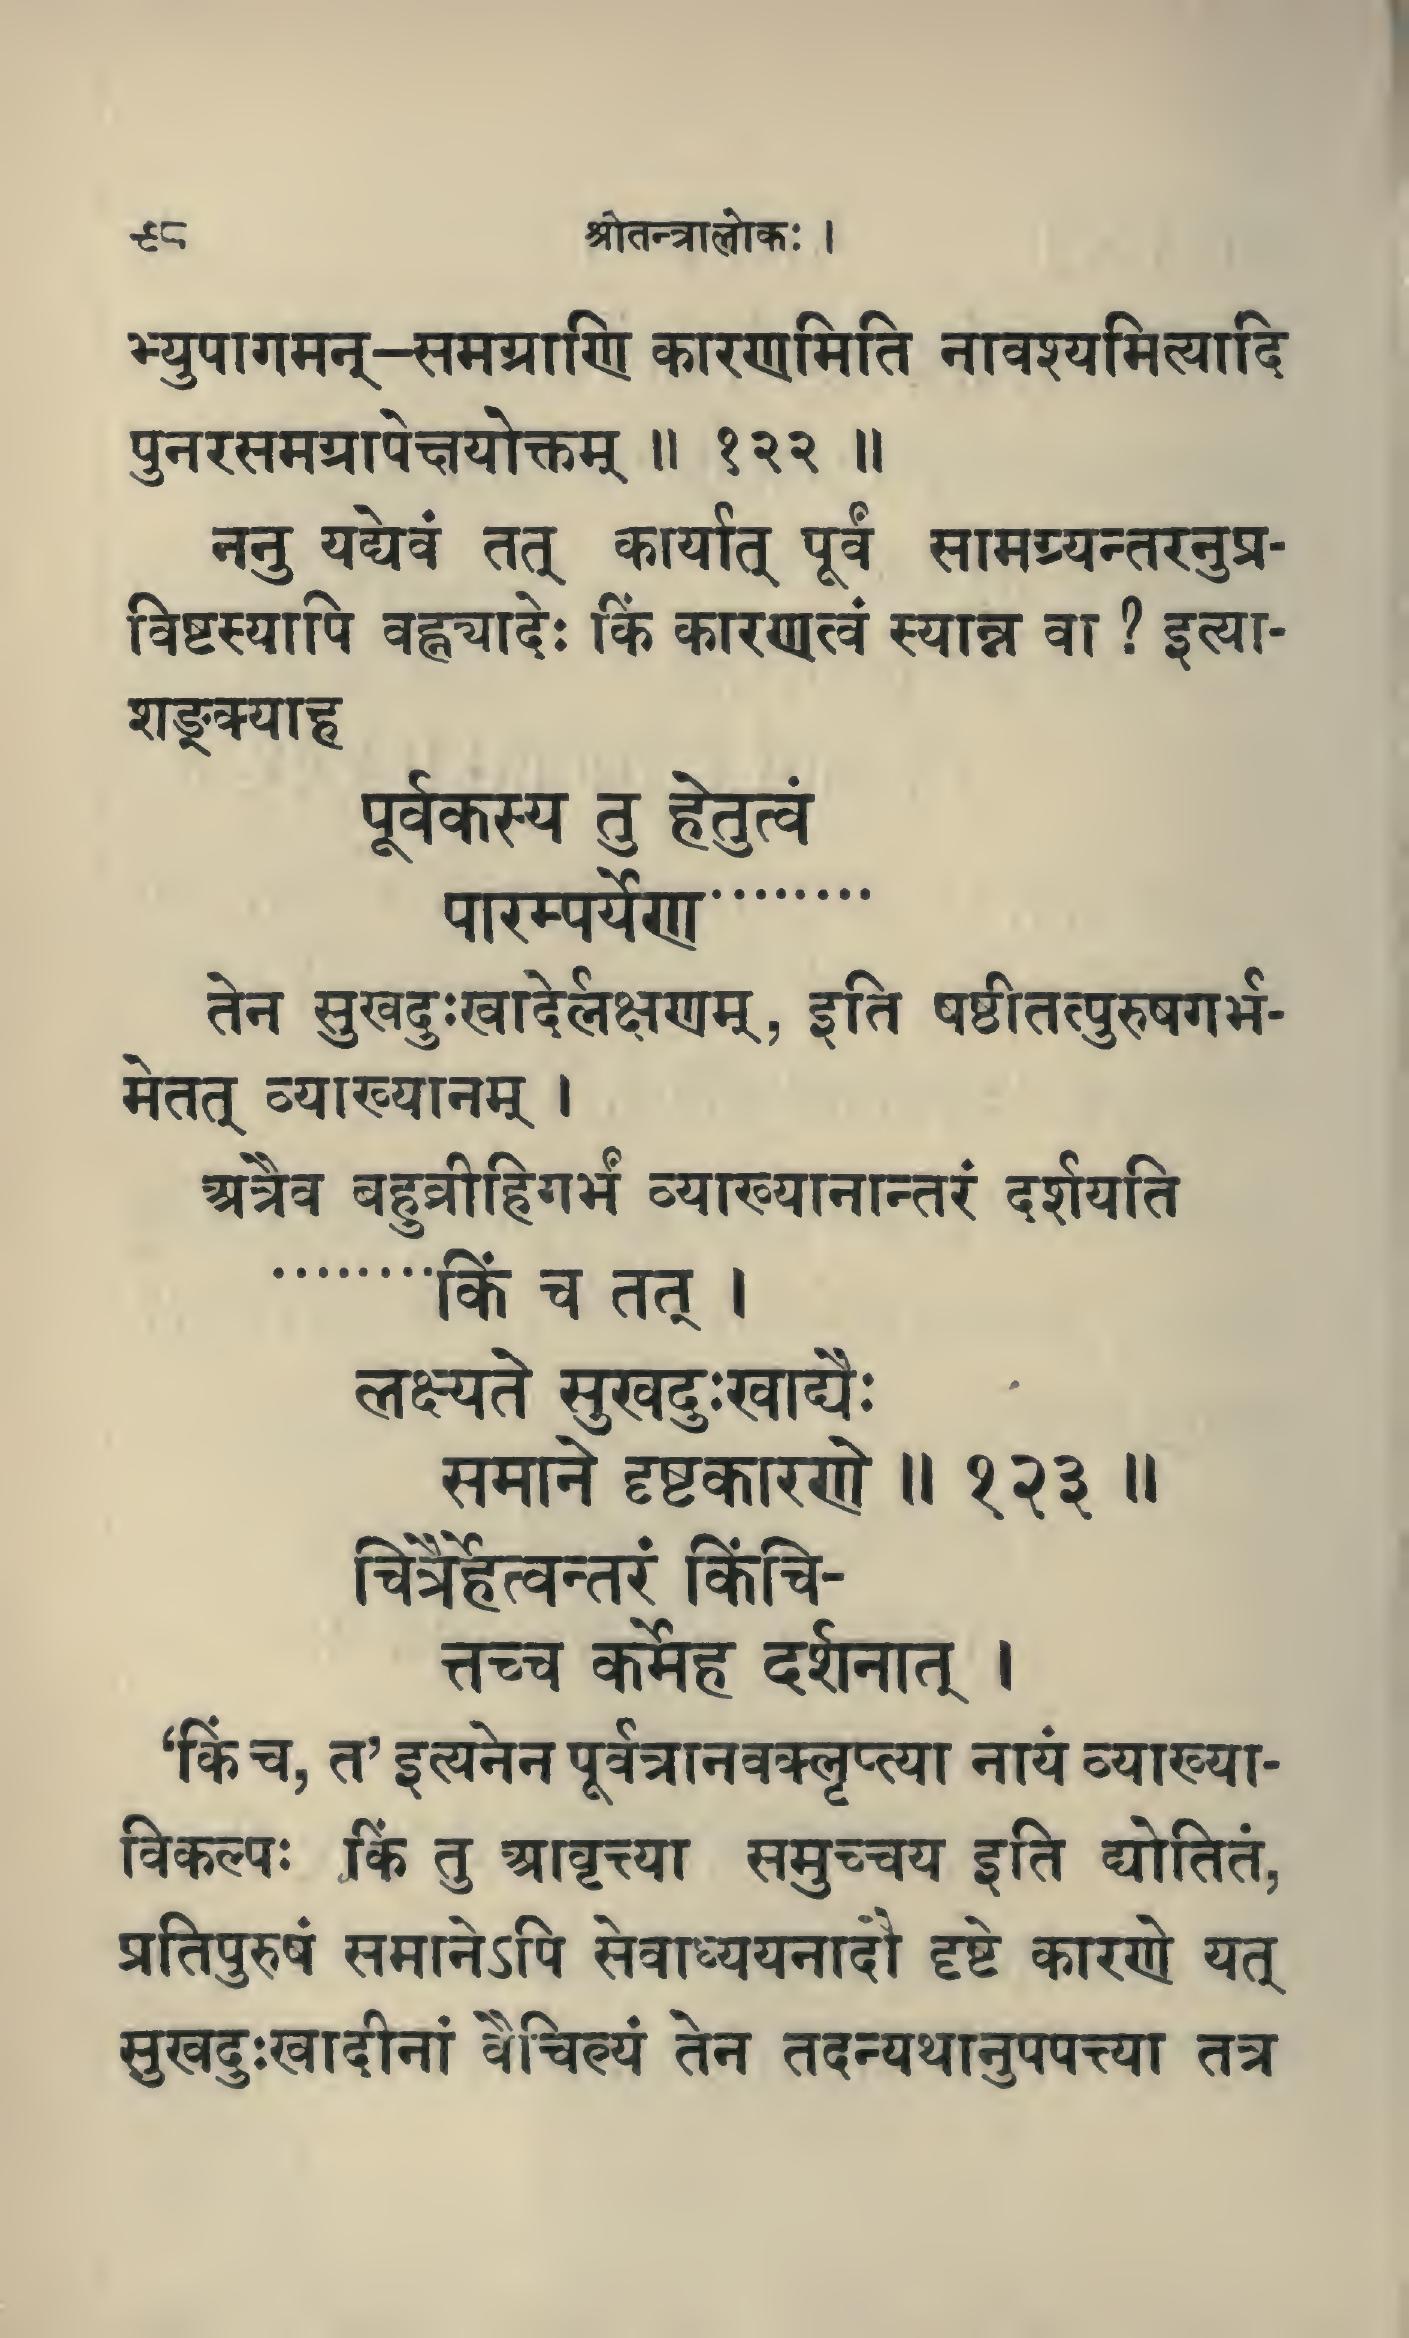 ९८ श्रीतन्त्रालोकः ।
भ्युपागमन्–समग्राणि कारणमिति नावश्यमित्यादि
पुनरसमग्रापेक्षयोक्तम् ॥ १२२ ॥
ननु यद्येवं तत् कार्यात् पूर्वं सामग्र्यन्तरनुप्र-
विष्टस्यापि वह्न्यादेः किं कारणत्वं स्यान्न वा ? इत्या-
शङ्क्याह
पूर्वकस्य तु हेतुत्वं
पारम्पर्येण········
तेन सुखदुःखादेर्लक्षणम्, इति षष्ठीतत्पुरुषगर्भ-
मेतत् व्याख्यानम् ।
अत्रैव बहुव्रीहिगर्भं व्याख्यानान्तरं दर्शयति
········किं च तत् ।
लक्ष्यते सुखदुःखाद्यैः
समाने दृष्टकारणे ॥ १२३ ॥
चित्रैर्हेत्वन्तरं किंचि-
त्तच्च कर्मेह दर्शनात् ।
‘किं च, त’ इत्यनेन पूर्वत्रानवक्लृप्त्या नायं व्याख्या-
विकल्पः किं तु आवृत्त्या समुच्चय इति द्योतितं,
प्रतिपुरुषं समानेऽपि सेवाध्ययनादौ दृष्टे कारणे यत्
सुखदुःखादीनां वैचित्यं तेन तदन्यथानुपपत्त्या तत्र